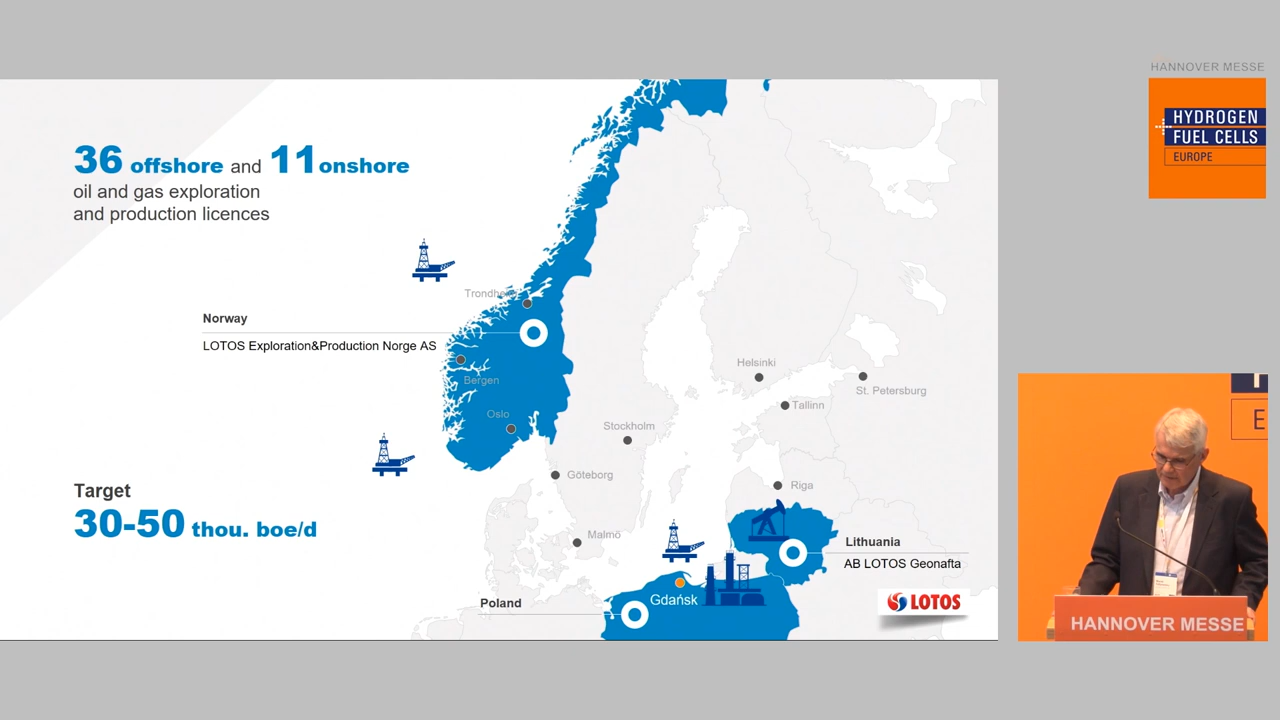 HANNOVER MESSE
HYDROGEN
FUEL CELLS
EUROPE
36 offshore and 11 onshore
oil and gas exploration
and production licences
Trondheim
Norway
LOTOS Exploration&Production Norge AS
Bergen
Oslo
Helsinki
St. Petersburg
Tallinn
Stockholm
Göteborg
Riga
Target
30-50 thou. boe/d
Malmö
Lithuania
AB LOTOS Geonafta
Poland
Gdańsk
LOTOS
E
HANNOVER MESSE